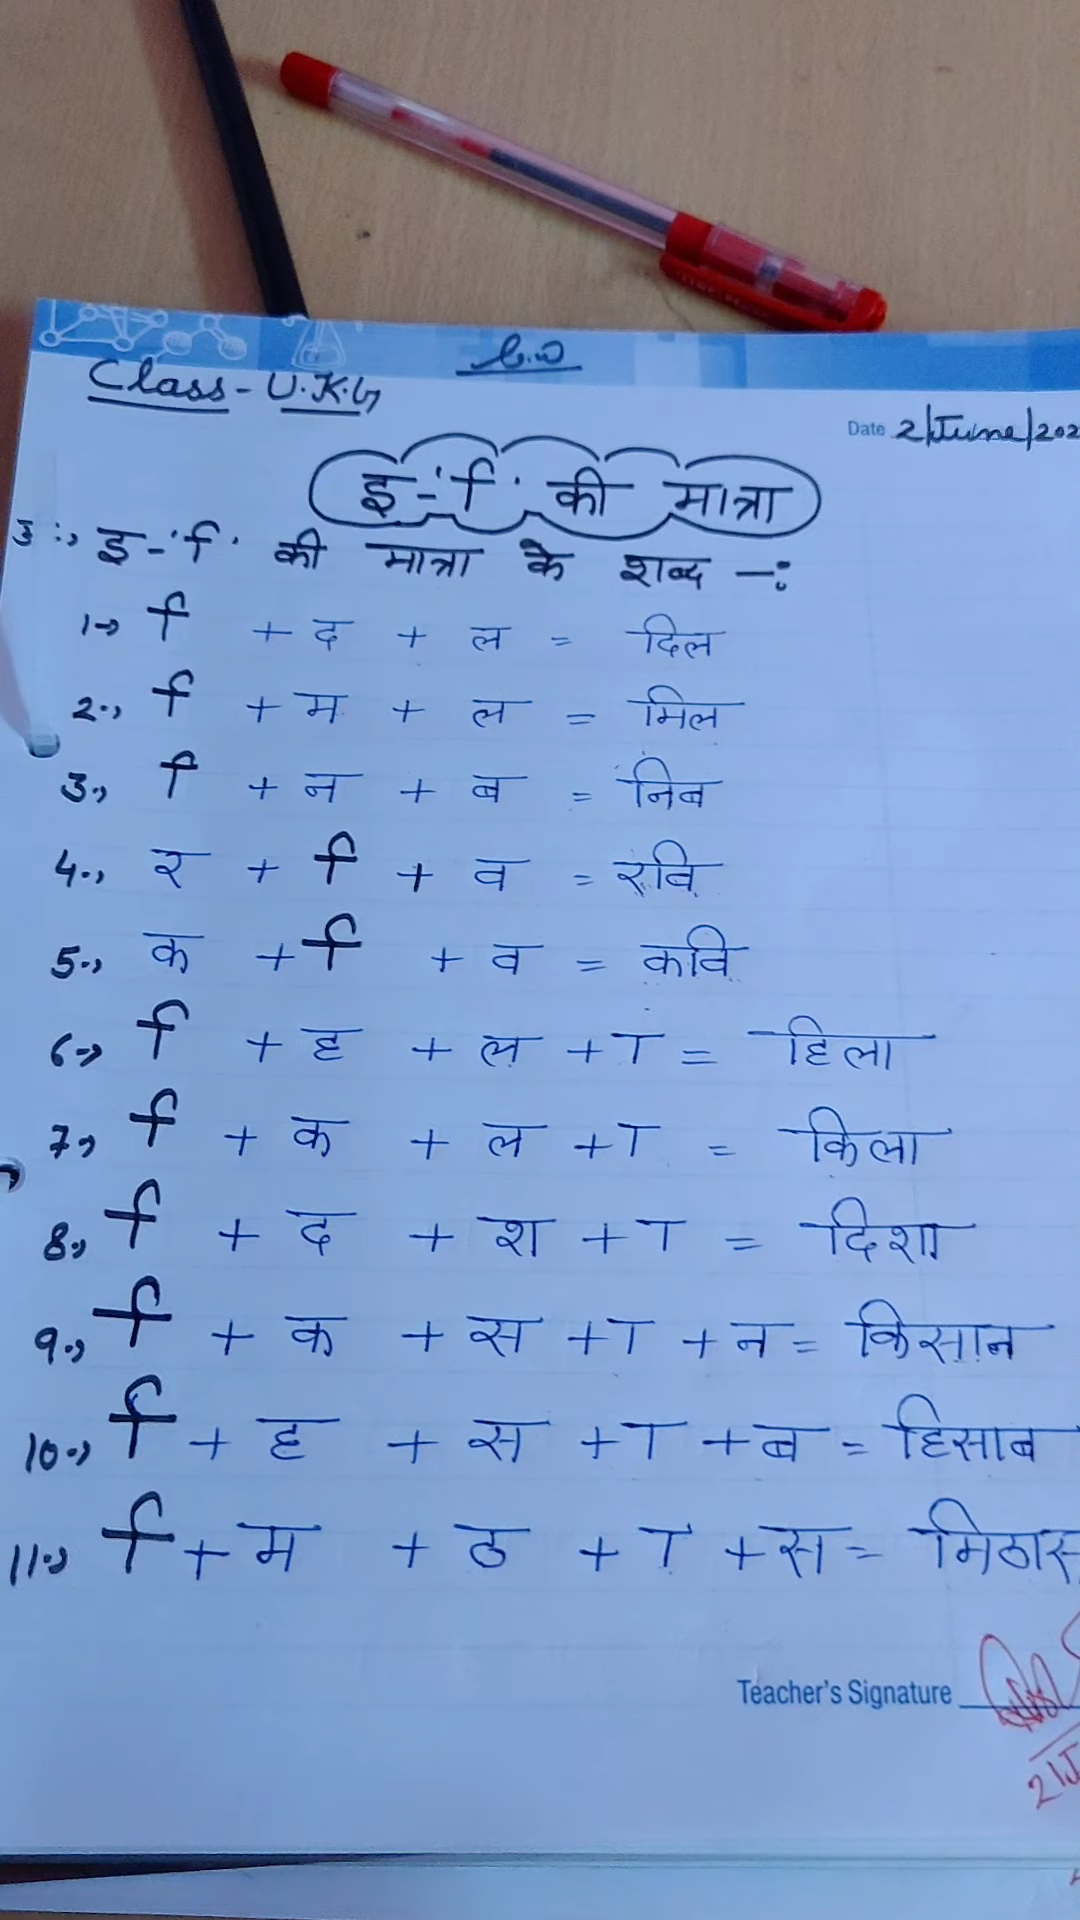 C.W
Class - U.K.G
Date 2/June/202
इ-'ि' की मात्रा
इ-'ि' की मात्रा के शब्द -:
1 ि + द + ल = दिल
2 ि + म + ल = मिल
3 ि + न + ब = निब
4 र + ि + व = रवि
5 क + ि + व = कवि
6 ि + ह + ल + ा = हिला
7 ि + क + ल + ा = किला
8 ि + द + श + ा = दिशा
9 ि + क + स + ा + न = किसान
10 ि + ह + स + ा + ब = हिसाब
11 ि + म + ठ + ा + स = मिठास
Teacher's Signature
2/J